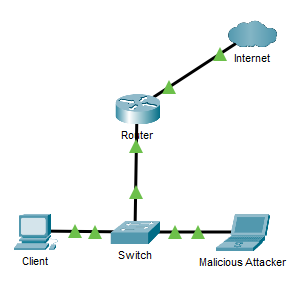 Internet
Router
Switch
Client
Malicious Attacker